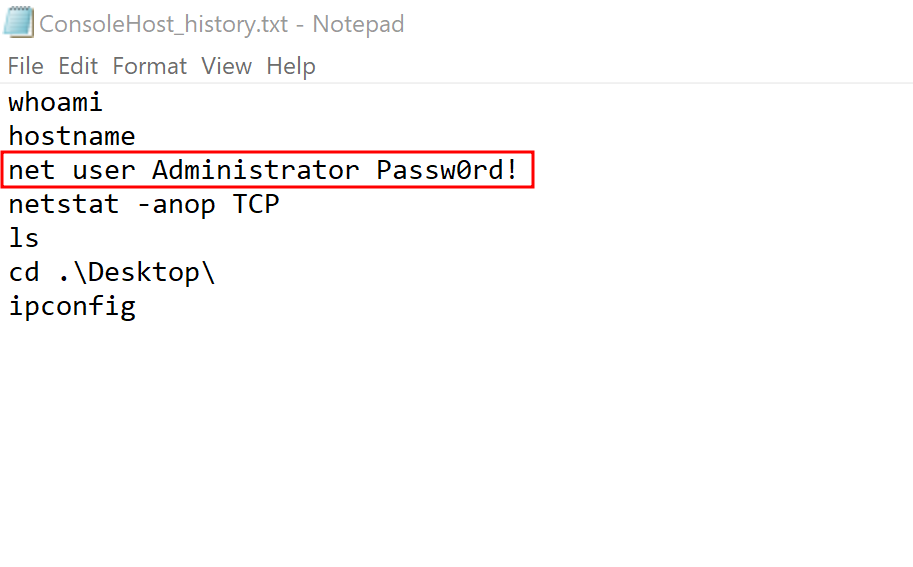 ConsoleHost_history.txt - Notepad
File Edit Format View Help
whoami
hostname
net user Administrator Passw0rd!
netstat -anop TCP
ls
cd .\Desktop\
ipconfig